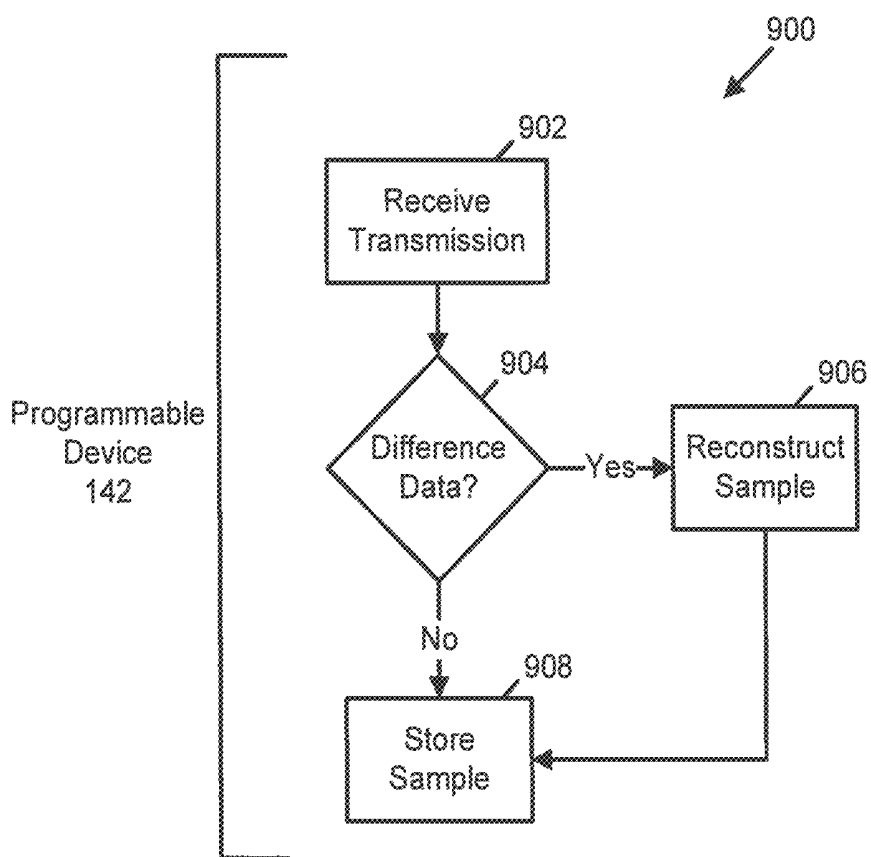 900
902
Receive
Transmission
904
Difference
Data?
Yes
906
Reconstruct
Sample
Programmable
Device
142
No
908
Store
Sample